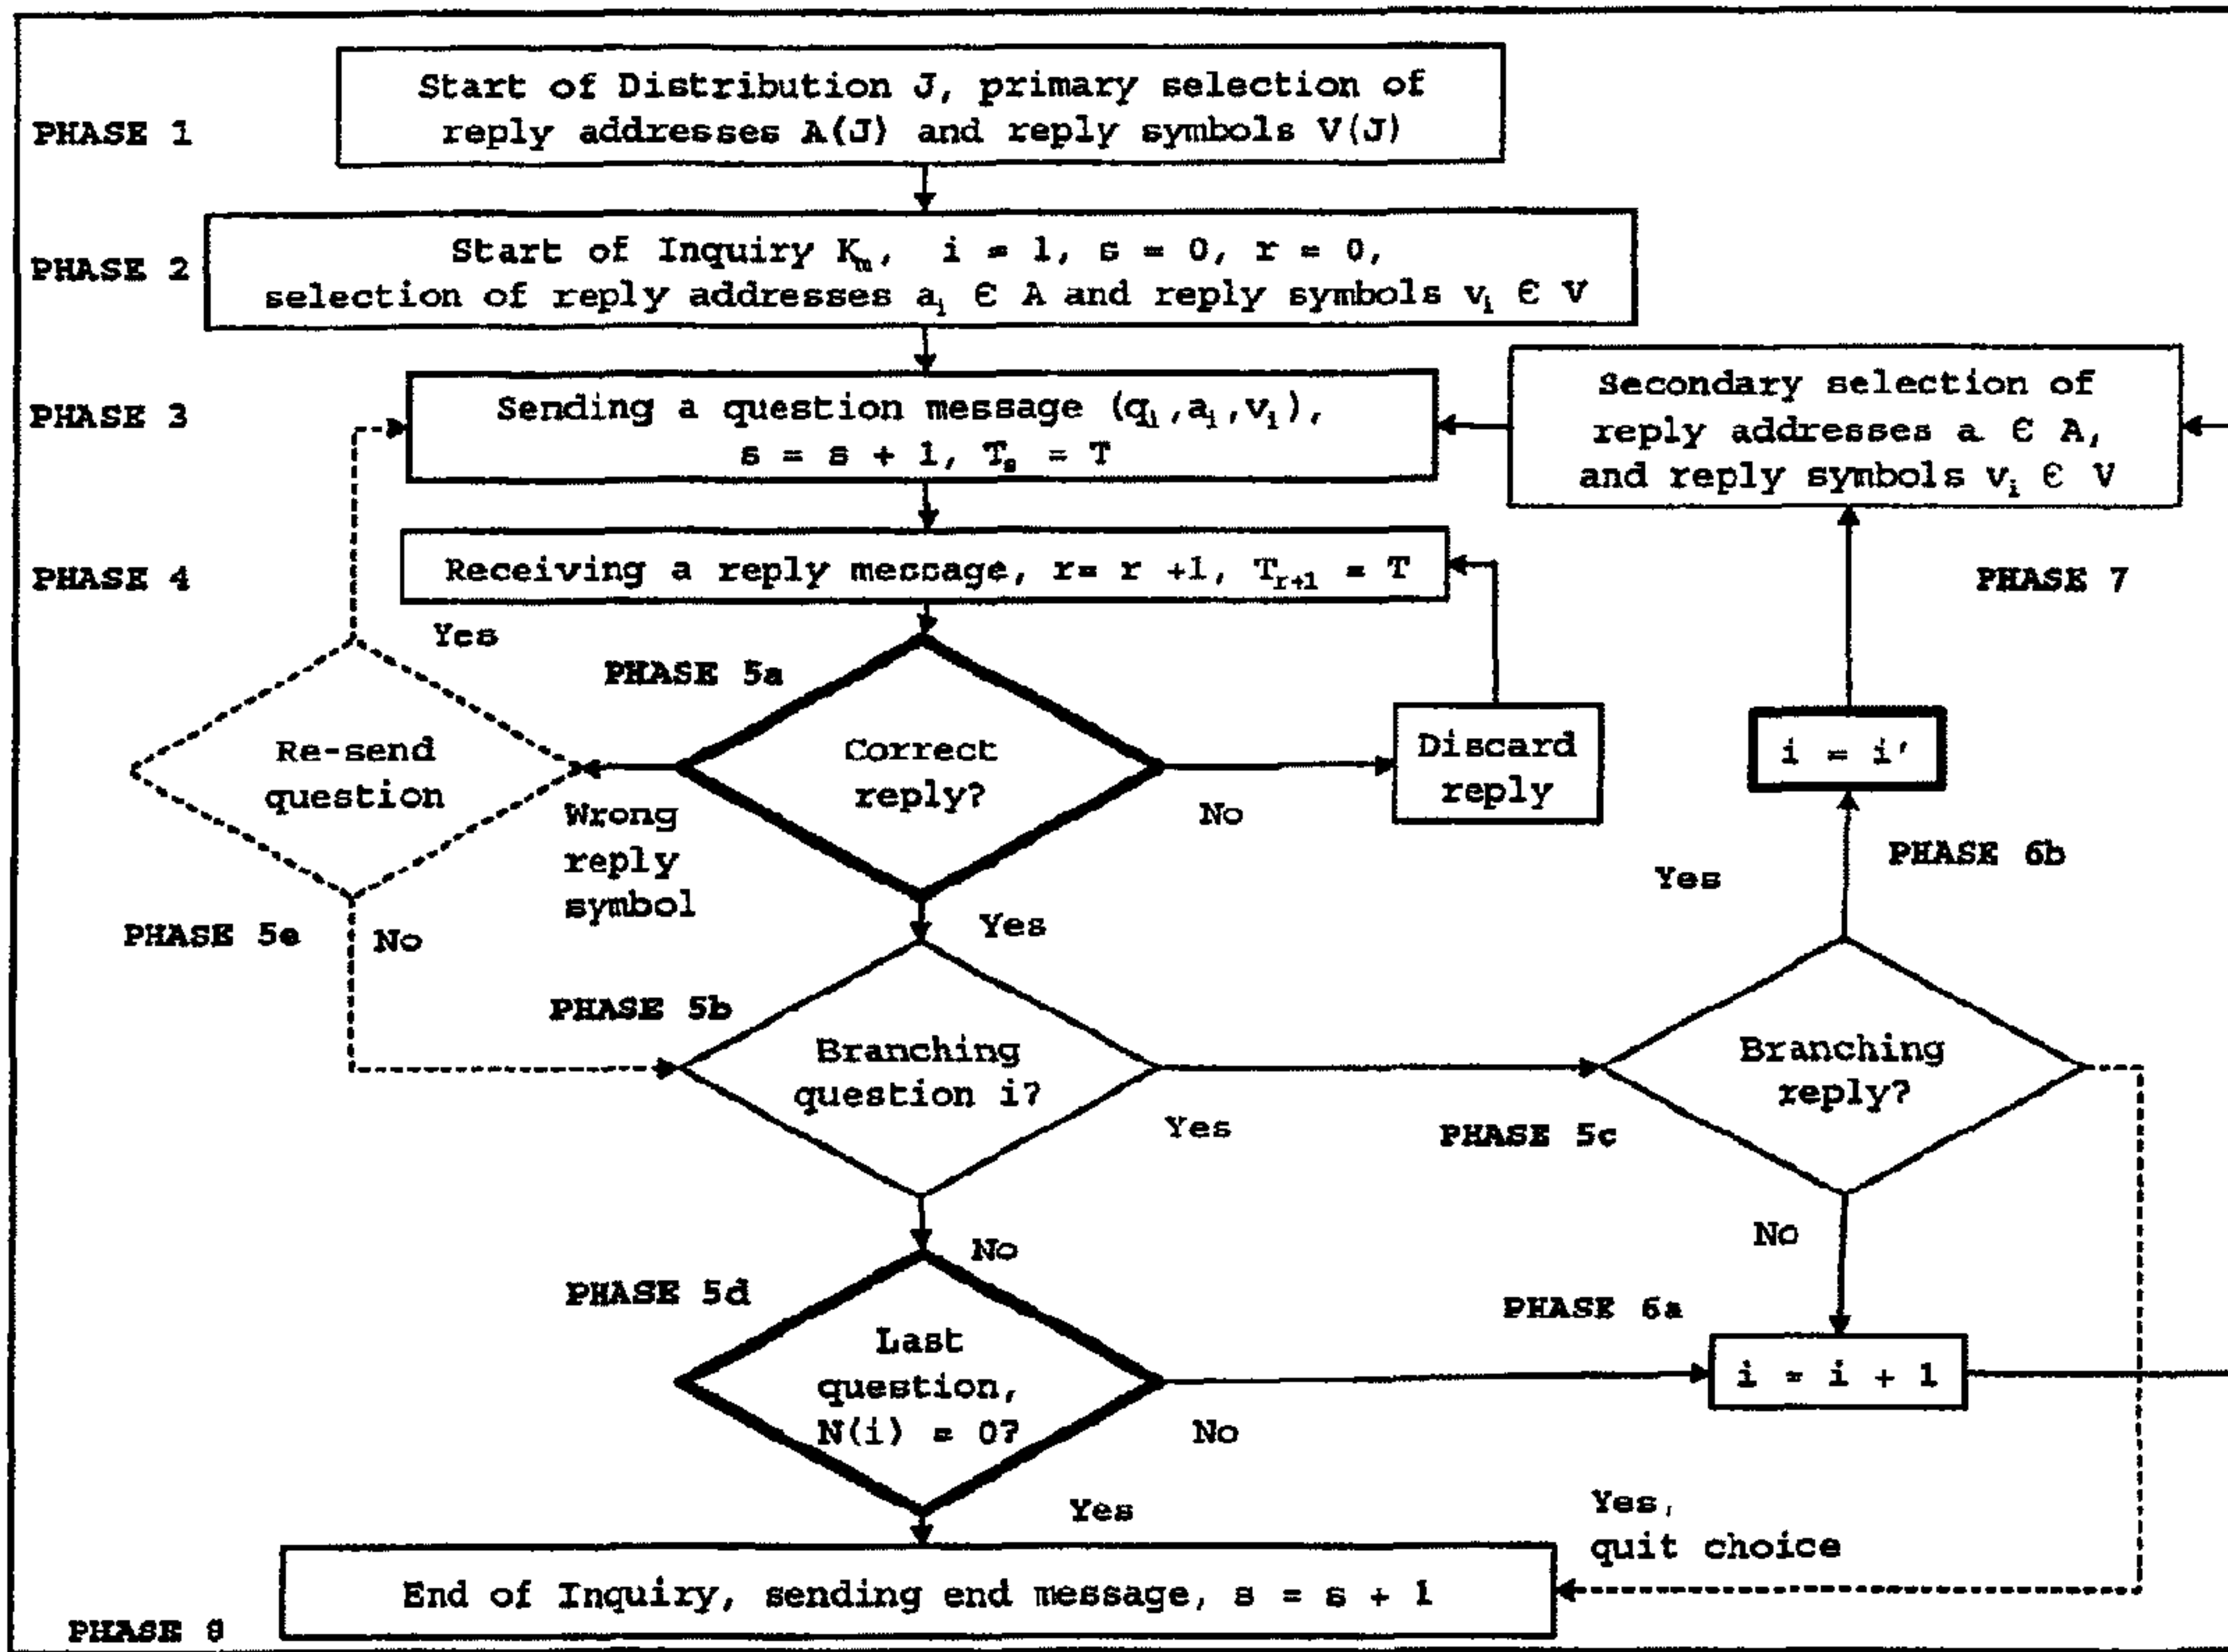 Start of Distribution J, primary selection of
reply addresses A(J) and reply symbols V(J)
PHASE 1
Start of Inquiry Kₘ, i = 1, s = 0, r = 0,
selection of reply addresses aᵢ Є A and reply symbols vᵢ Є V
PHASE 2
Sending a question message (qᵢ,aᵢ,vᵢ),
s = s + 1, Tₛ = T
PHASE 3
Secondary selection of
reply addresses a Є A,
and reply symbols vᵢ Є V
Receiving a reply message, r= r +1, Tᵣ₊₁ = T
PHASE 4
PHASE 7
Yes
PHASE 5a
Re-send
question
Correct
reply?
Discard
reply
i = i'
Wrong
reply
symbol
No
PHASE 6b
Yes
PHASE 5e
No
Yes
PHASE 5b
Branching
question i?
Yes
PHASE 5c
Branching
reply?
No
No
PHASE 5d
PHASE 6a
Last
question,
N(i) = 0?
No
i = i + 1
Yes
Yes,
quit choice
End of Inquiry, sending end message, s = s + 1
PHASE 8